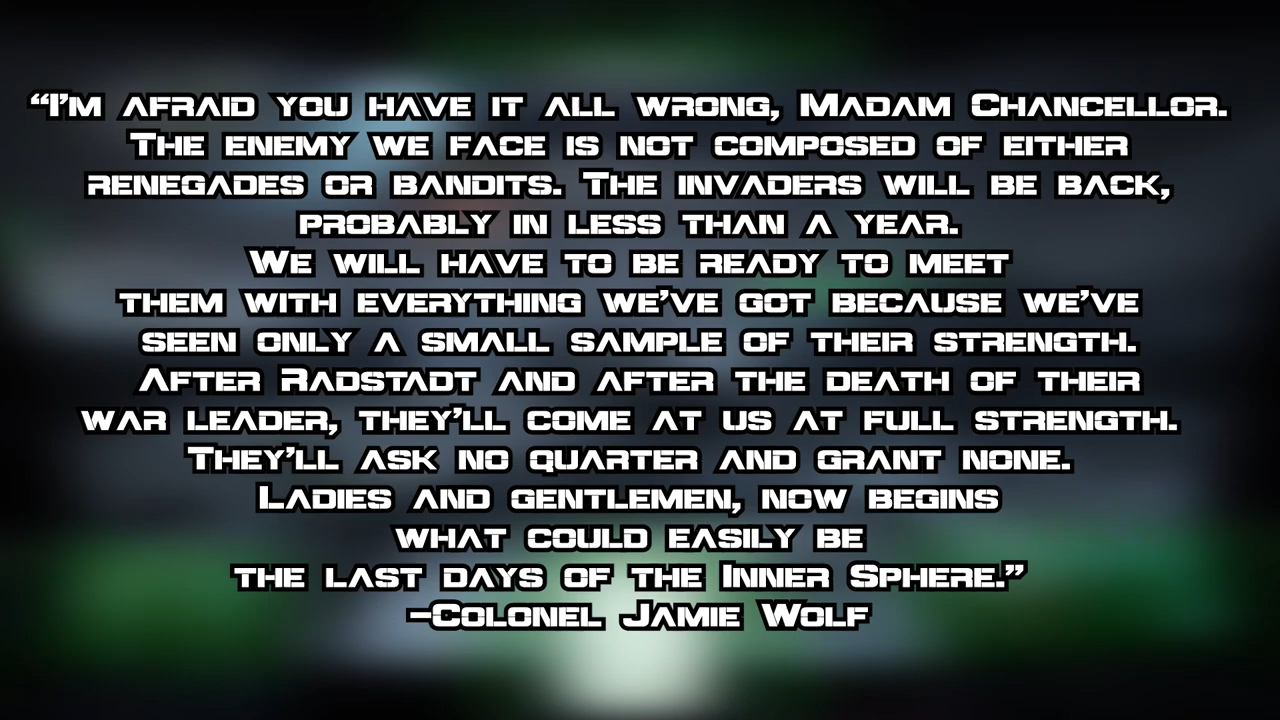 “I’m afraid you have it all wrong, Madam Chancellor.
The enemy we face is not composed of either
renegades or bandits. The invaders will be back,
probably in less than a year.
We will have to be ready to meet
them with everything we’ve got because we’ve
seen only a small sample of their strength.
After Radstadt and after the death of their
war leader, they’ll come at us at full strength.
They’ll ask no quarter and grant none.
Ladies and gentlemen, now begins
what could easily be
the last days of the Inner Sphere.”
-Colonel Jamie Wolf